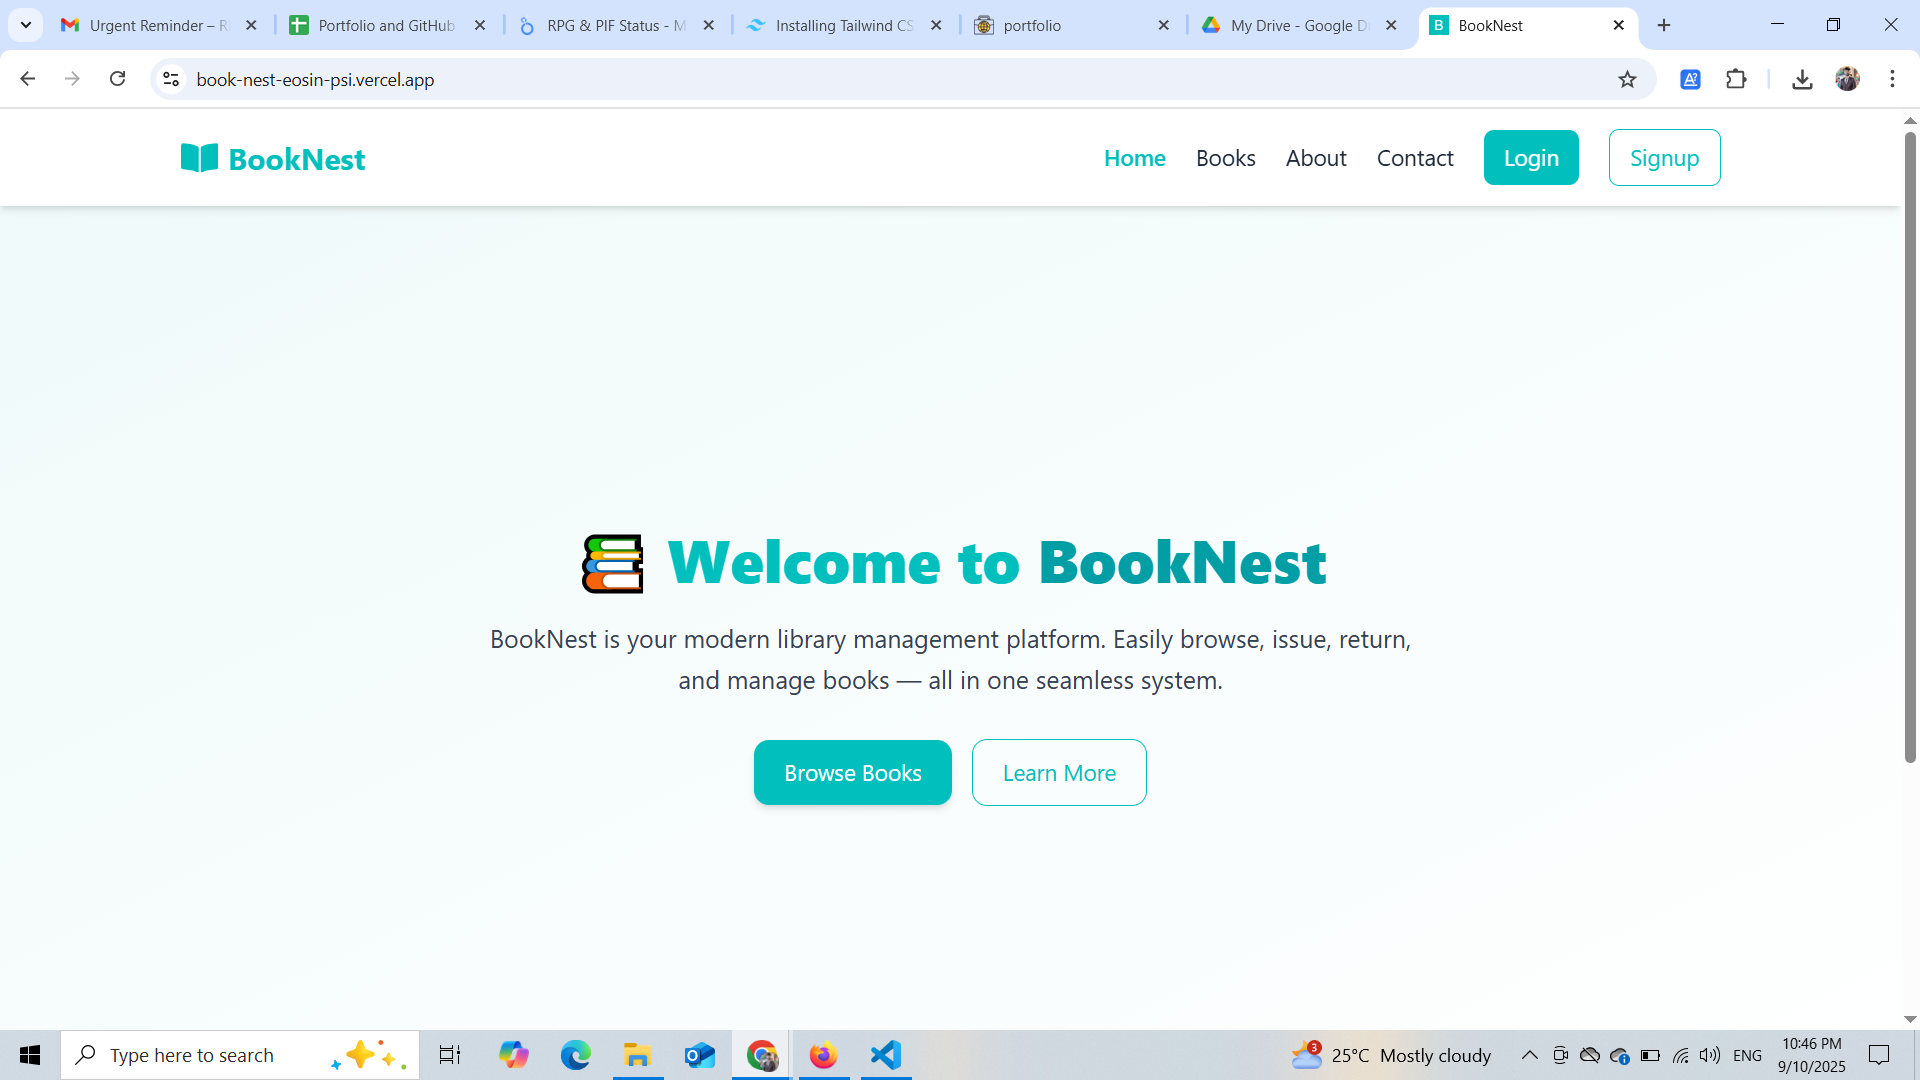 Urgent Reminder – R
Portfolio and GitHub
RPG & PIF Status - M
Installing Tailwind CS
portfolio
My Drive - Google D
B
BookNest
book-nest-eosin-psi.vercel.app
BookNest
Home
Books
About
Contact
Login
Signup
📚 Welcome to BookNest
BookNest is your modern library management platform. Easily browse, issue, return,
and manage books — all in one seamless system.
Browse Books
Learn More
Type here to search
3
25°C Mostly cloudy
ENG
10:46 PM
9/10/2025